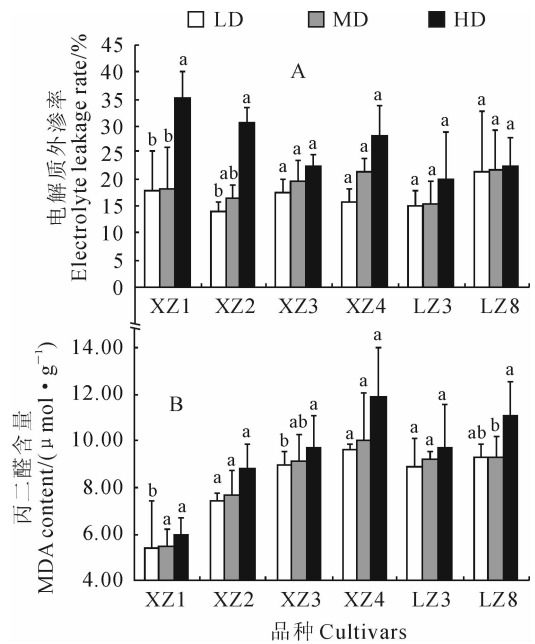 LD MD HD
A
电解质外渗率
Electrolyte leakage rate/%
45
40
35
30
25
20
15
10
5
0
b b a
b ab a
a a a
a a a
a a a
a a a
XZ1 XZ2 XZ3 XZ4 LZ3 LZ8
B
丙二醛含量
MDA content/(μmol·g⁻¹)
14.00
12.00
10.00
8.00
6.00
4.00
b a a
a a a
b ab a
a a a
a a a
ab b a
XZ1 XZ2 XZ3 XZ4 LZ3 LZ8
品种 Cultivars